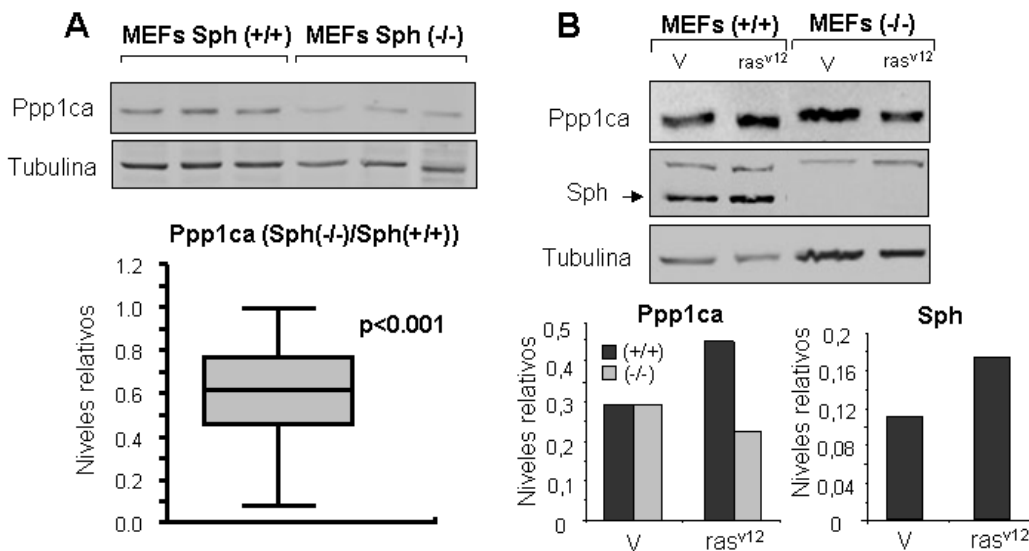 A
MEFs Sph (+/+) MEFs Sph (-/-)
Ppp1ca
Tubulina
Ppp1ca (Sph(-/-)/Sph(+/+))
Niveles relativos
1.2
1.0
0.8
0.6
0.4
0.2
0.0
p<0.001
B
MEFs (+/+) MEFs (-/-)
V rasv12 V rasv12
Ppp1ca
Sph
Tubulina
Ppp1ca
Niveles relativos
0,5
0,4
0,3
0,2
0,1
0
(+/+)
(-/-)
V rasv12
Sph
Niveles relativos
0,2
0,16
0,12
0,08
0,04
0
V rasv12